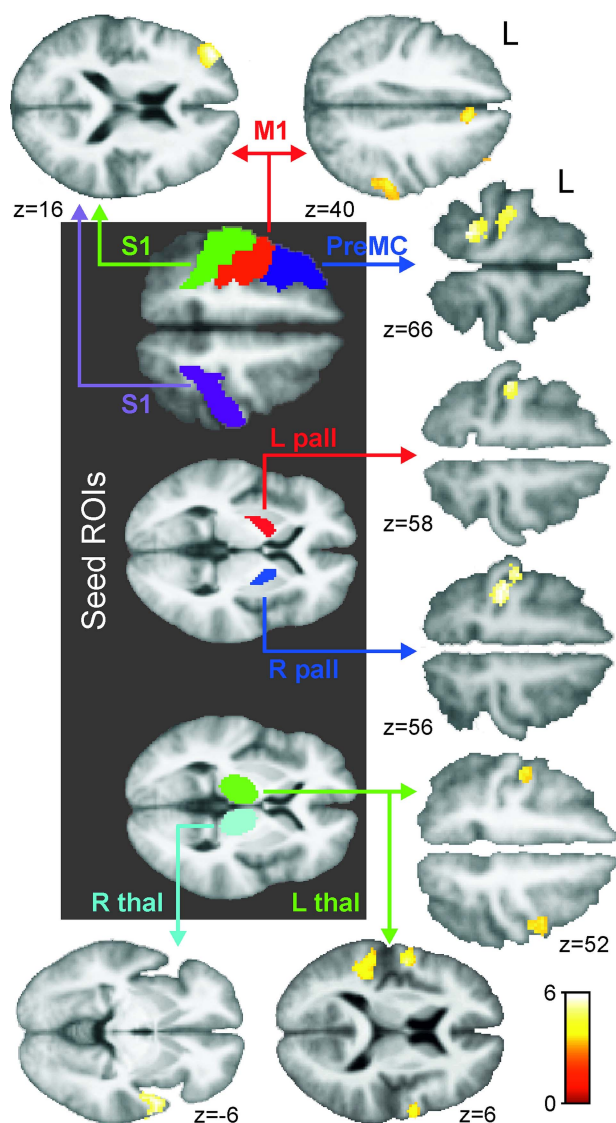 L
M1
z=16
z=40
L
S1
PreMC
z=66
S1
L pall
z=58
Seed ROIs
R pall
z=56
R thal
L thal
z=52
6
0
z=-6
z=6